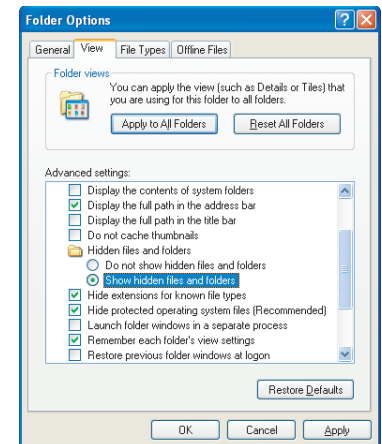 Folder Options
General View File Types Offline Files
Folder views
You can apply the view (such as Details or Tiles) that
you are using for this folder to all folders.
Apply to All Folders Reset All Folders
Advanced settings:
Display the contents of system folders
Display the full path in the address bar
Display the full path in the title bar
Do not cache thumbnails
Hidden files and folders
Do not show hidden files and folders
Show hidden files and folders
Hide extensions for known file types
Hide protected operating system files (Recommended)
Launch folder windows in a separate process
Remember each folder's view settings
Restore previous folder windows at logon
Restore Defaults
OK Cancel Apply